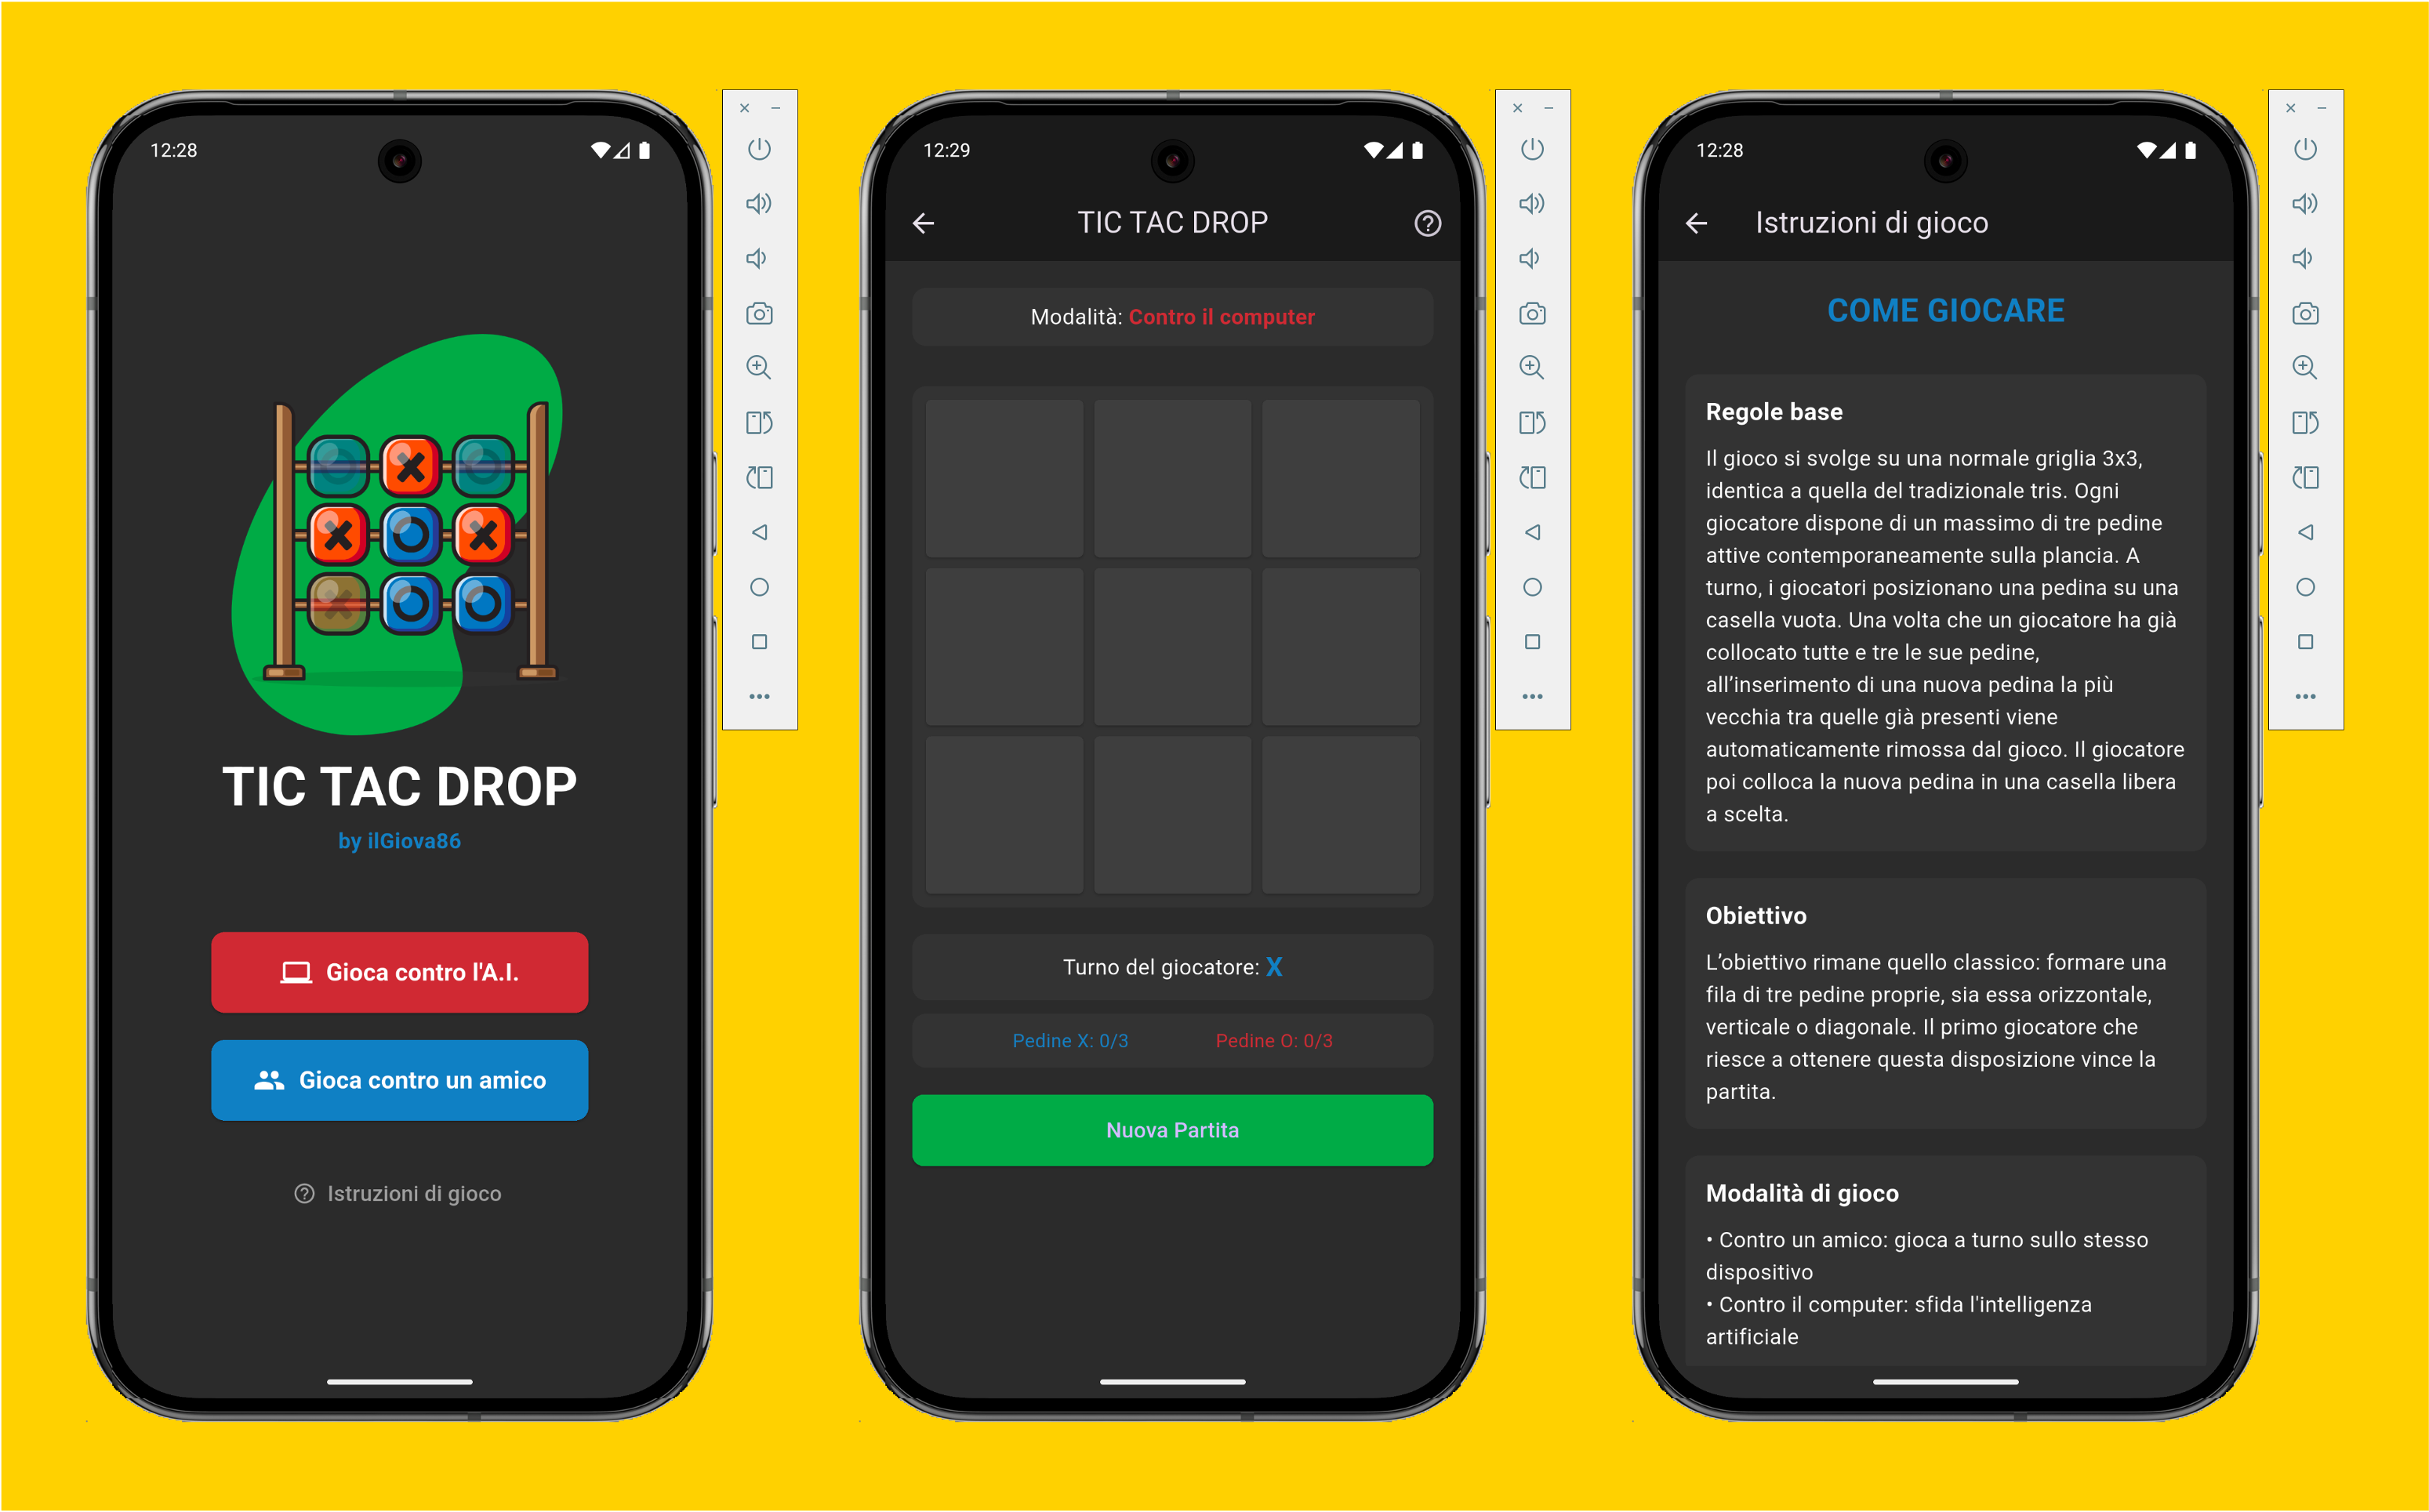 12:28
TIC TAC DROP
by ilGiova86
Gioca contro l'A.I.
Gioca contro un amico
Istruzioni di gioco
12:29
TIC TAC DROP
Modalità: Contro il computer
Turno del giocatore: X
Pedine X: 0/3
Pedine O: 0/3
Nuova Partita
12:28
Istruzioni di gioco
COME GIOCARE
Regole base
Il gioco si svolge su una normale griglia 3x3,
identica a quella del tradizionale tris. Ogni
giocatore dispone di un massimo di tre pedine
attive contemporaneamente sulla plancia. A
turno, i giocatori posizionano una pedina su una
casella vuota. Una volta che un giocatore ha già
collocato tutte e tre le sue pedine,
all’inserimento di una nuova pedina la più
vecchia tra quelle già presenti viene
automaticamente rimossa dal gioco. Il giocatore
poi colloca la nuova pedina in una casella libera
a scelta.
Obiettivo
L’obiettivo rimane quello classico: formare una
fila di tre pedine proprie, sia essa orizzontale,
verticale o diagonale. Il primo giocatore che
riesce a ottenere questa disposizione vince la
partita.
Modalità di gioco
• Contro un amico: gioca a turno sullo stesso
dispositivo
• Contro il computer: sfida l'intelligenza
artificiale